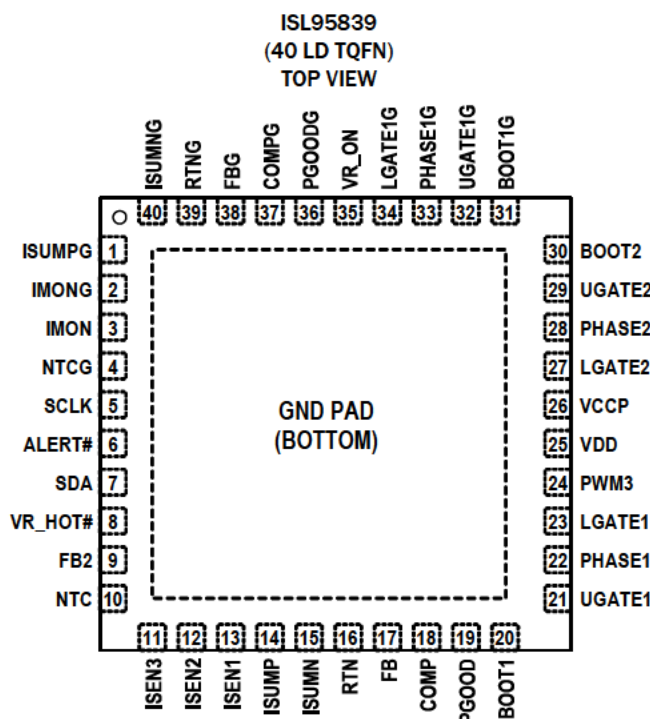 ISL95839
(40 LD TQFN)
TOP VIEW
ISUMNG
RTNG
FBG
COMPG
PGOODG
VR_ON
LGATE1G
PHASE1G
UGATE1G
BOOT1G
40 39 38 37 36 35 34 33 32 31
ISUMPG 1
IMONG 2
IMON 3
NTCG 4
SCLK 5
ALERT# 6
SDA 7
VR_HOT# 8
FB2 9
NTC 10
GND PAD
(BOTTOM)
30 BOOT2
29 UGATE2
28 PHASE2
27 LGATE2
26 VCCP
25 VDD
24 PWM3
23 LGATE1
22 PHASE1
21 UGATE1
11 12 13 14 15 16 17 18 19 20
ISEN3
ISEN2
ISEN1
ISUMP
ISUMN
RTN
FB
COMP
PGOOD
BOOT1